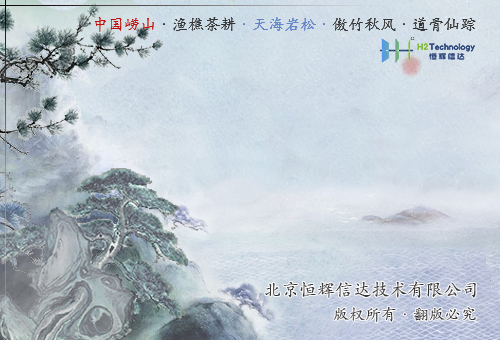 中国崂山·渔樵茶耕·天海岩松·傲竹秋风·道骨仙踪
H2Technology
恒辉信达
北京恒辉信达技术有限公司
版权所有·翻版必究